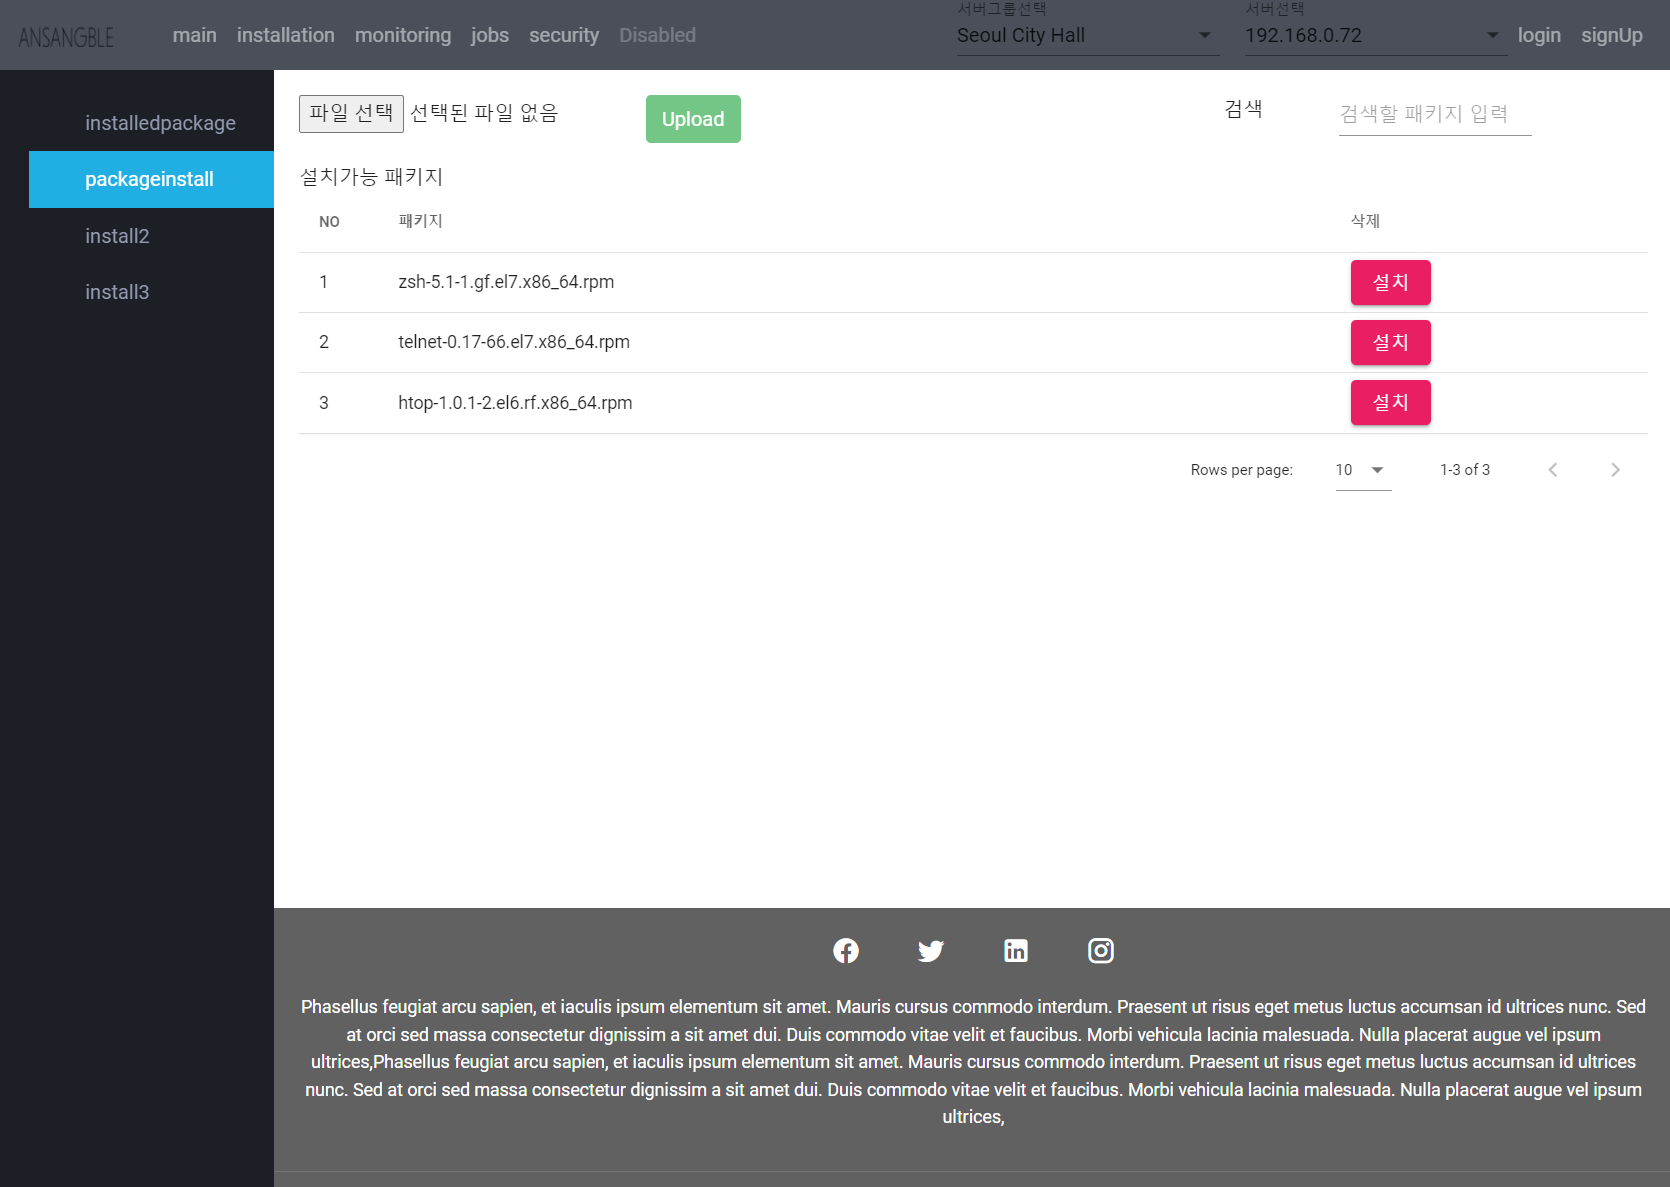 ANSANGBLE
main installation monitoring jobs security Disabled
서버그룹선택
Seoul City Hall
서버선택
192.168.0.72
login signUp
installedpackage
packageinstall
install2
install3
파일 선택 선택된 파일 없음
Upload
검색
검색할 패키지 입력
설치가능 패키지
NO 패키지 삭제
1 zsh-5.1-1.gf.el7.x86_64.rpm 설치
2 telnet-0.17-66.el7.x86_64.rpm 설치
3 htop-1.0.1-2.el6.rf.x86_64.rpm 설치
Rows per page: 10 1-3 of 3
Phasellus feugiat arcu sapien, et iaculis ipsum elementum sit amet. Mauris cursus commodo interdum. Praesent ut risus eget metus luctus accumsan id ultrices nunc. Sed
at orci sed massa consectetur dignissim a sit amet dui. Duis commodo vitae velit et faucibus. Morbi vehicula lacinia malesuada. Nulla placerat augue vel ipsum
ultrices,Phasellus feugiat arcu sapien, et iaculis ipsum elementum sit amet. Mauris cursus commodo interdum. Praesent ut risus eget metus luctus accumsan id ultrices
nunc. Sed at orci sed massa consectetur dignissim a sit amet dui. Duis commodo vitae velit et faucibus. Morbi vehicula lacinia malesuada. Nulla placerat augue vel ipsum
ultrices,